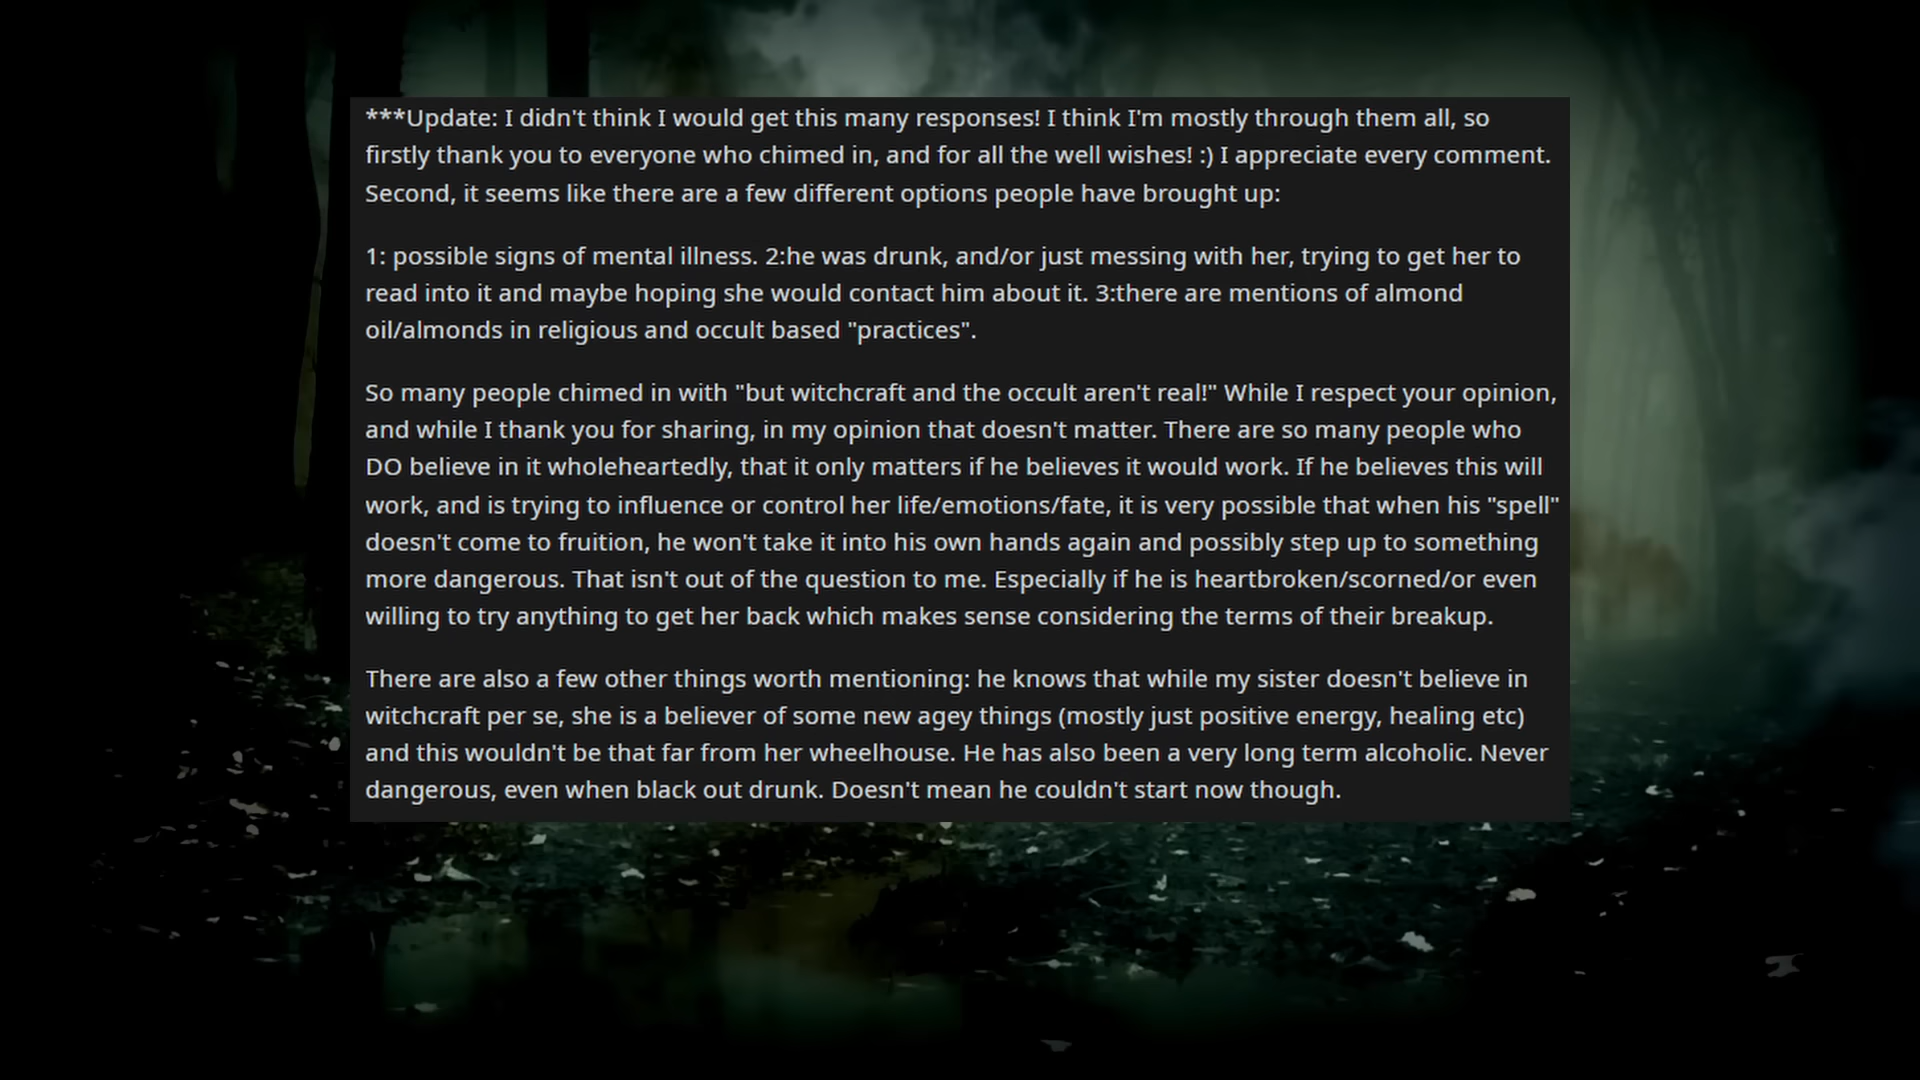 ***Update: I didn't think I would get this many responses! I think I'm mostly through them all, so
firstly thank you to everyone who chimed in, and for all the well wishes! :) I appreciate every comment.
Second, it seems like there are a few different options people have brought up:
1: possible signs of mental illness. 2:he was drunk, and/or just messing with her, trying to get her to
read into it and maybe hoping she would contact him about it. 3:there are mentions of almond
oil/almonds in religious and occult based "practices".
So many people chimed in with "but witchcraft and the occult aren't real!" While I respect your opinion,
and while I thank you for sharing, in my opinion that doesn't matter. There are so many people who
DO believe in it wholeheartedly, that it only matters if he believes it would work. If he believes this will
work, and is trying to influence or control her life/emotions/fate, it is very possible that when his "spell"
doesn't come to fruition, he won't take it into his own hands again and possibly step up to something
more dangerous. That isn't out of the question to me. Especially if he is heartbroken/scorned/or even
willing to try anything to get her back which makes sense considering the terms of their breakup.
There are also a few other things worth mentioning: he knows that while my sister doesn't believe in
witchcraft per se, she is a believer of some new agey things (mostly just positive energy, healing etc)
and this wouldn't be that far from her wheelhouse. He has also been a very long term alcoholic. Never
dangerous, even when black out drunk. Doesn't mean he couldn't start now though.